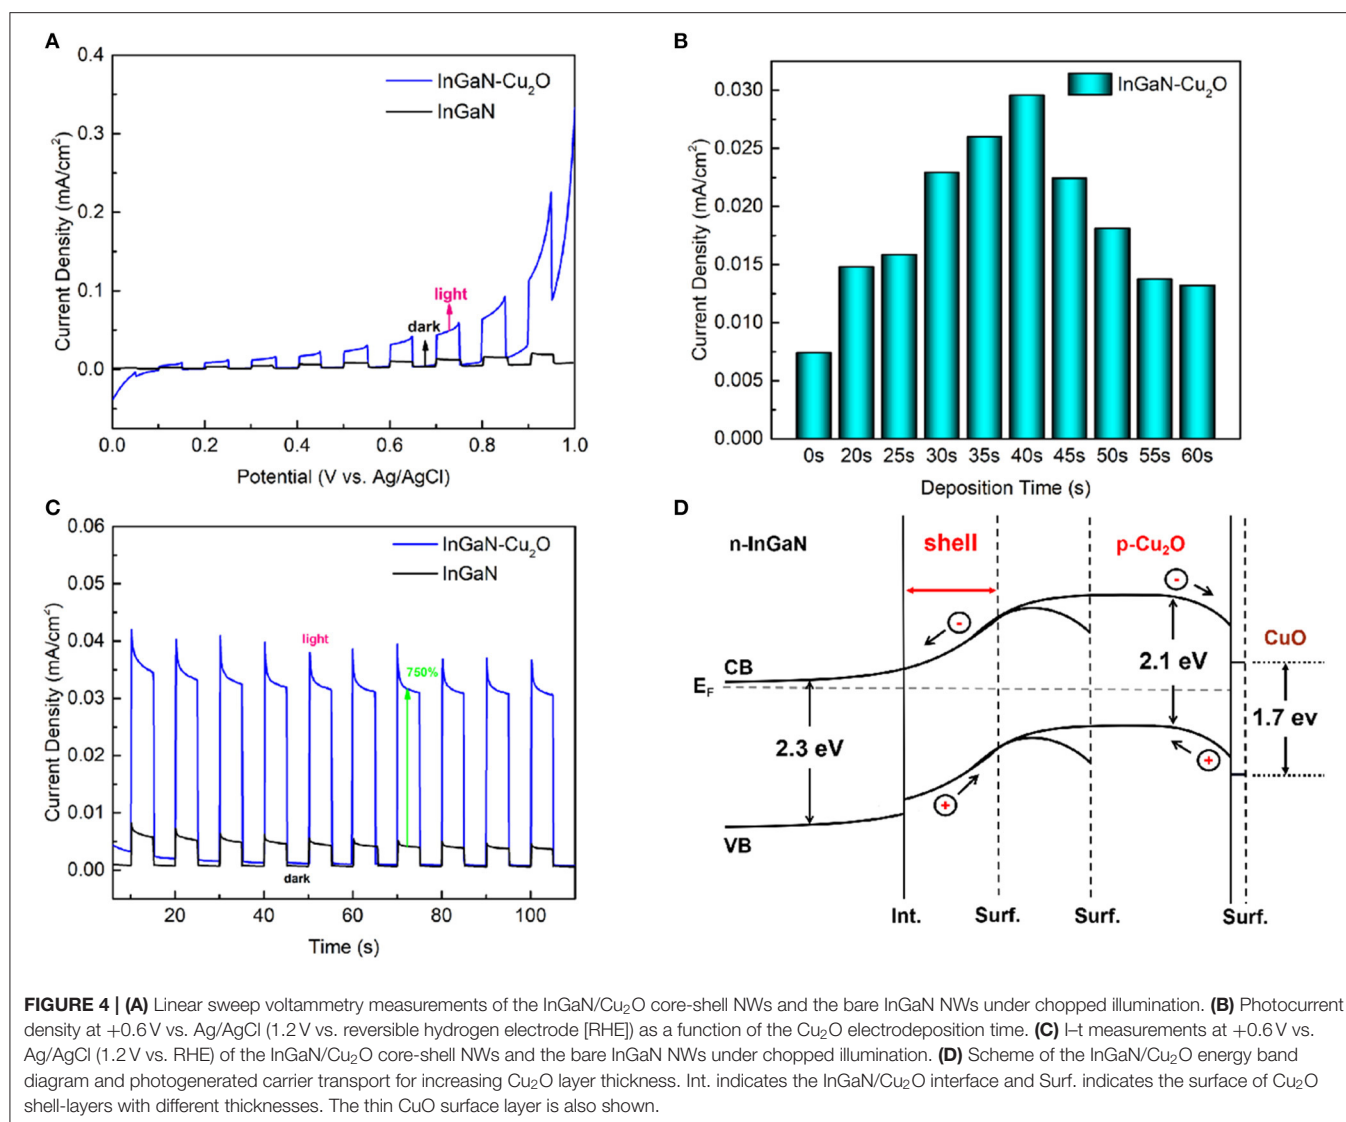 (A)
0.4
0.3
0.2
0.1
0.0
Current Density (mA/cm²)
InGaN-Cu₂O
InGaN
light
dark
0.0 0.2 0.4 0.6 0.8 1.0
Potential (V vs. Ag/AgCl)
(B)
0.030
0.025
0.020
0.015
0.010
0.005
0.000
Current Density (mA/cm²)
InGaN-Cu₂O
0s 20s 25s 30s 35s 40s 45s 50s 55s 60s
Deposition Time (s)
C
0.06
0.05
0.04
0.03
0.02
0.01
0.00
Current Density (mA/cm²)
InGaN-Cu₂O
InGaN
light
750%
dark
20 40 60 80 100
Time (s)
D
n-InGaN
shell
p-Cu₂O
CuO
CB
E_F
VB
2.3 eV
2.1 eV
1.7 ev
- -
+ +
Int. Surf. Surf. Surf.
FIGURE 4 | (A) Linear sweep voltammetry measurements of the InGaN/Cu₂O core-shell NWs and the bare InGaN NWs under chopped illumination. (B) Photocurrent
density at +0.6 V vs. Ag/AgCl (1.2 V vs. reversible hydrogen electrode [RHE]) as a function of the Cu₂O electrodeposition time. (C) I–t measurements at +0.6 V vs.
Ag/AgCl (1.2 V vs. RHE) of the InGaN/Cu₂O core-shell NWs and the bare InGaN NWs under chopped illumination. (D) Scheme of the InGaN/Cu₂O energy band
diagram and photogenerated carrier transport for increasing Cu₂O layer thickness. Int. indicates the InGaN/Cu₂O interface and Surf. indicates the surface of Cu₂O
shell-layers with different thicknesses. The thin CuO surface layer is also shown.